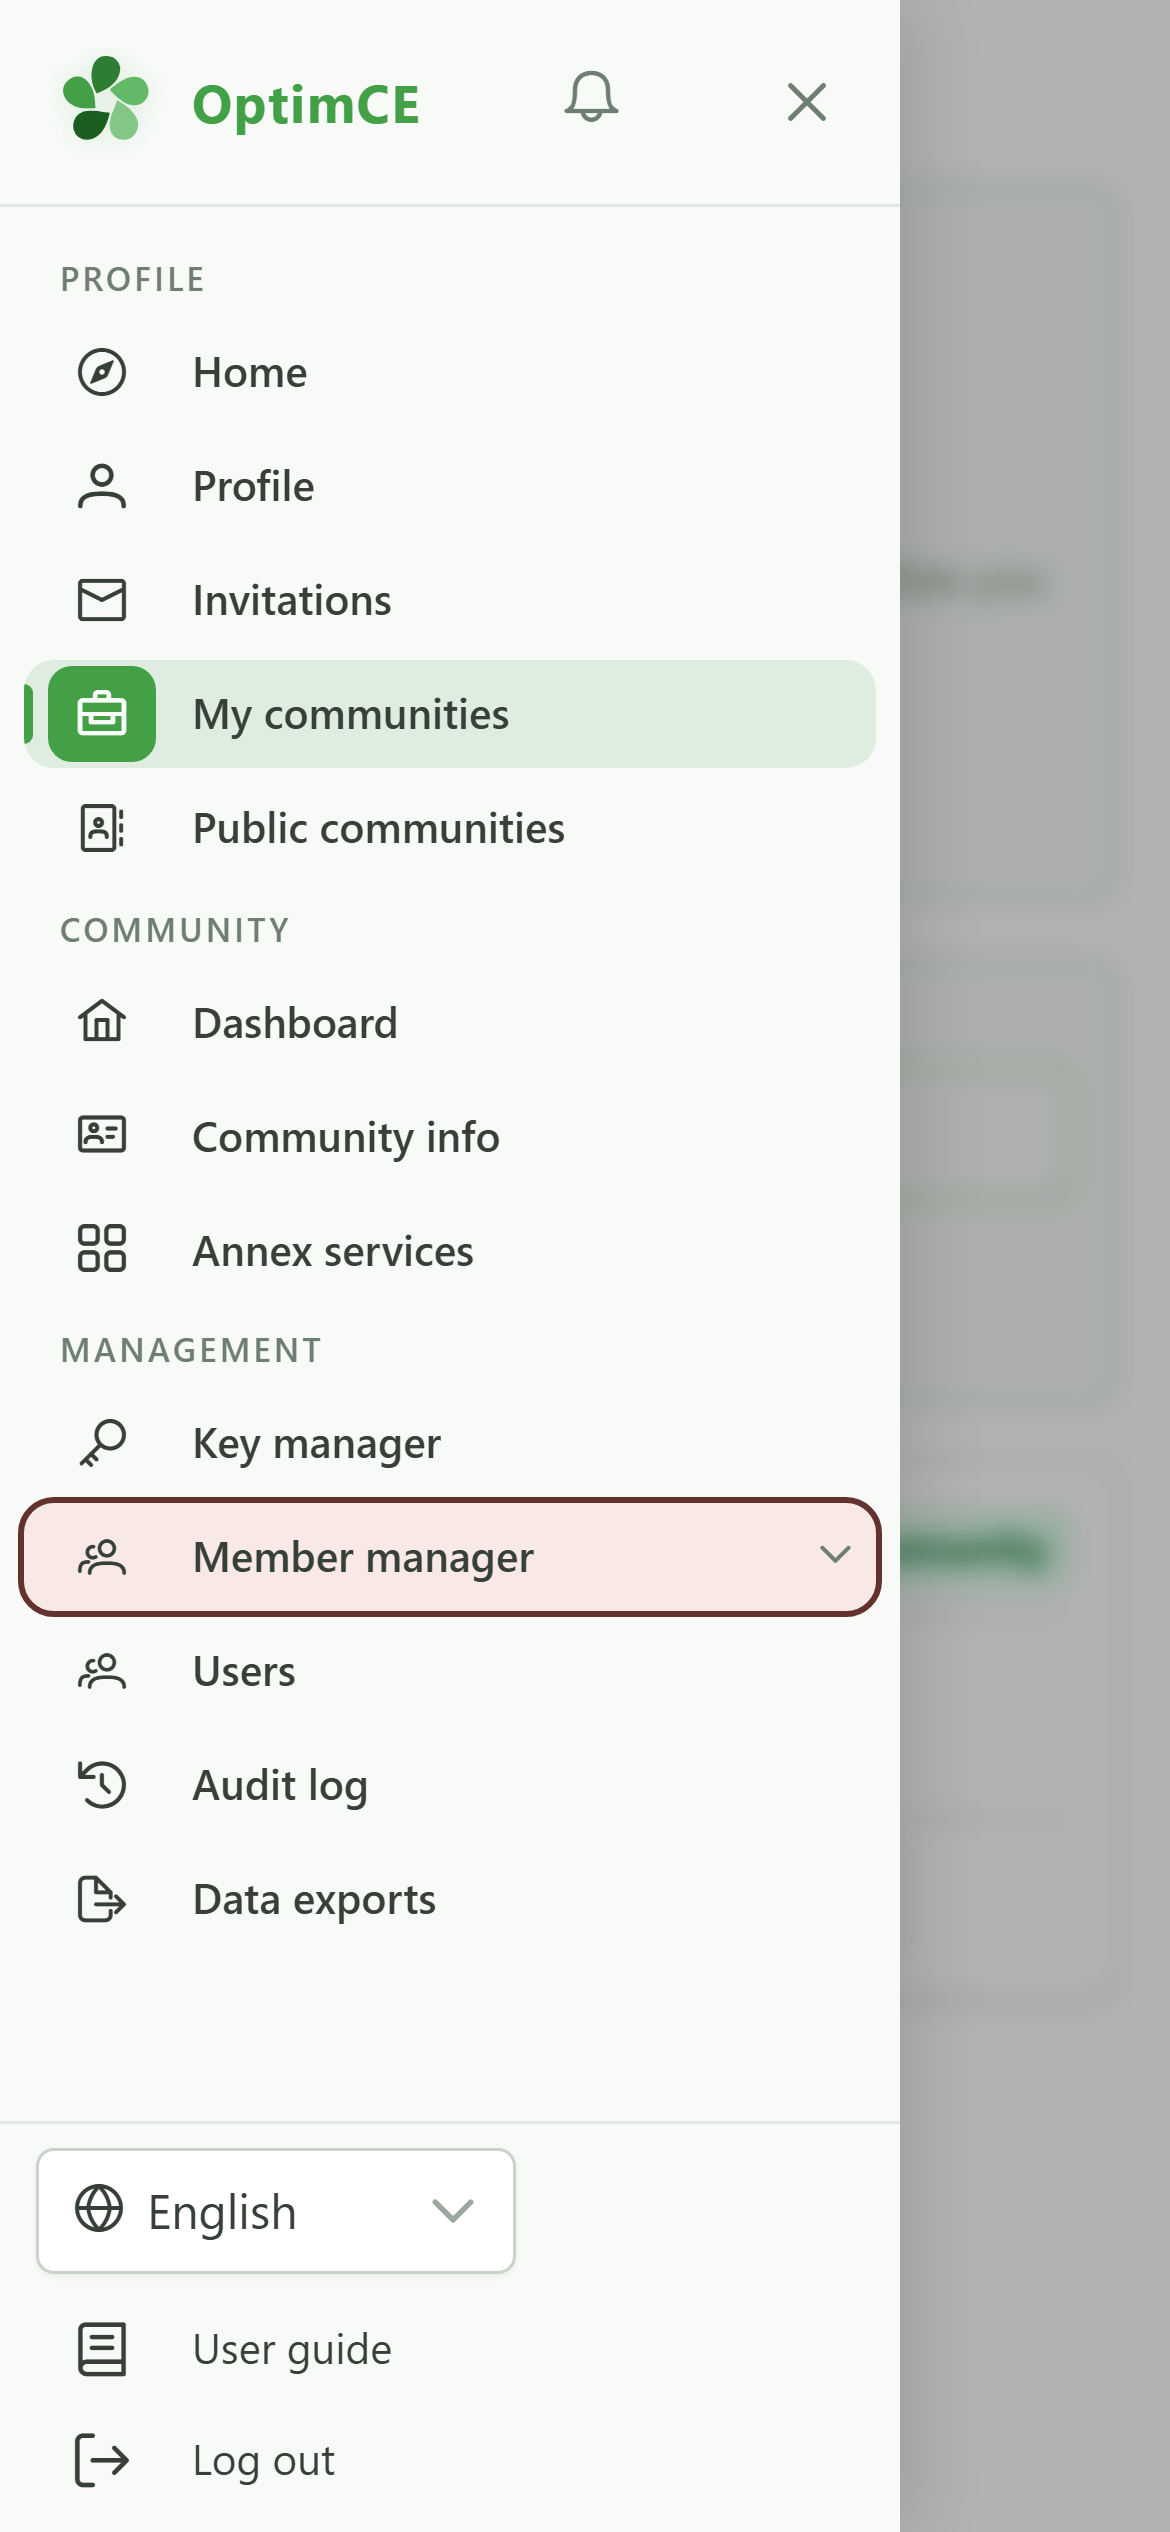 OptimCE
PROFILE
Home
Profile
Invitations
My communities
Public communities
COMMUNITY
Dashboard
Community info
Annex services
MANAGEMENT
Key manager
Member manager
Users
Audit log
Data exports
English
User guide
Log out